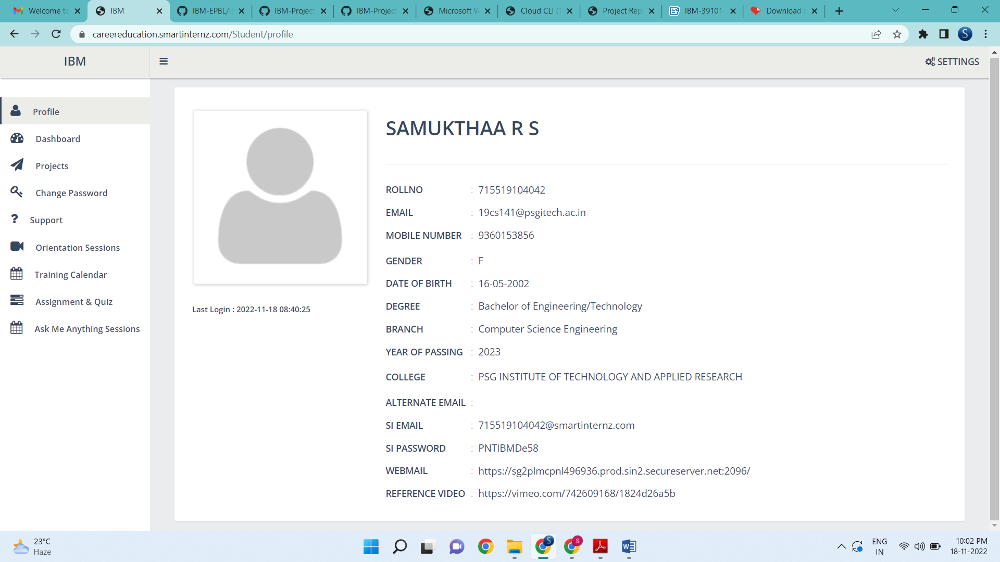 Welcome to
IBM
IBM-EPBL/I
IBM-Project
IBM-Project
Microsoft W
Cloud CLI (
Project Rep
IBM-39101-
Download f
careereducation.smartinternz.com/Student/profile
S
IBM
SETTINGS
Profile
Dashboard
Projects
Change Password
Support
Orientation Sessions
Training Calendar
Assignment & Quiz
Ask Me Anything Sessions
Last Login : 2022-11-18 08:40:25
SAMUKTHAA R S
ROLLNO : 715519104042
EMAIL : 19cs141@psgitech.ac.in
MOBILE NUMBER : 9360153856
GENDER : F
DATE OF BIRTH : 16-05-2002
DEGREE : Bachelor of Engineering/Technology
BRANCH : Computer Science Engineering
YEAR OF PASSING : 2023
COLLEGE : PSG INSTITUTE OF TECHNOLOGY AND APPLIED RESEARCH
ALTERNATE EMAIL :
SI EMAIL : 715519104042@smartinternz.com
SI PASSWORD : PNTIBMDe58
WEBMAIL : https://sg2plmcpnl496936.prod.sin2.secureserver.net:2096/
REFERENCE VIDEO : https://vimeo.com/742609168/1824d26a5b
23°C
Haze
S
S
ENG
IN
10:02 PM
18-11-2022